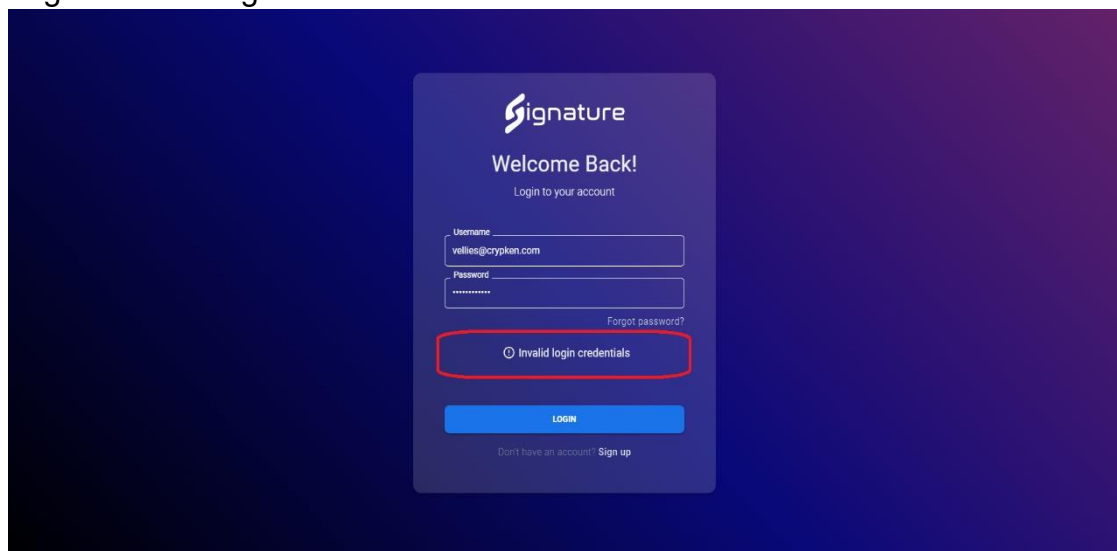 Signature
Welcome Back!
Login to your account
Username
vellies@crypken.com
Password
••••••••••••
Forgot password?
Invalid login credentials
LOGIN
Don't have an account? Sign up